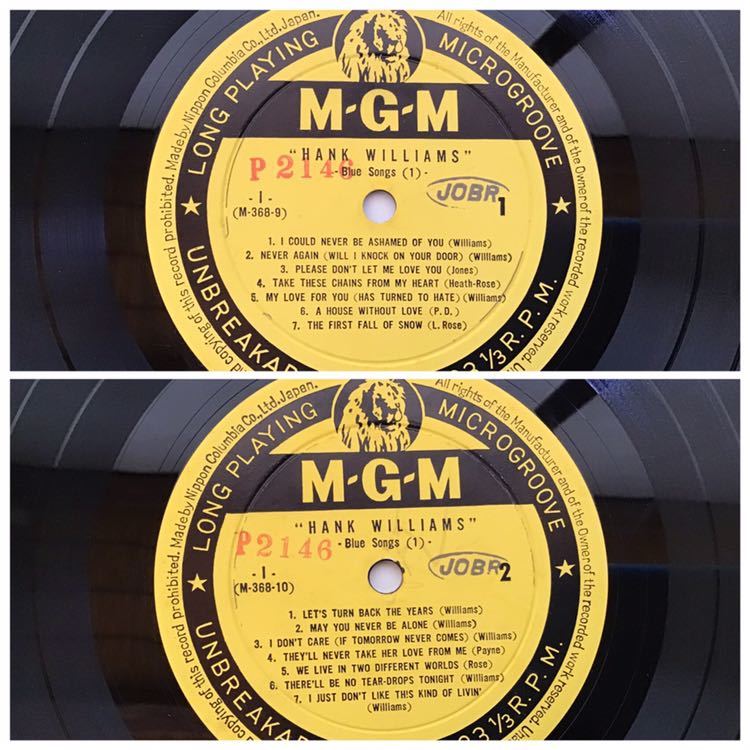 Made by Nippon Columbia Co., Ltd. Japan.
All rights of the Manufacturer and of the Owner of the recorded work reserved.
copying of this record prohibited.
LONG PLAYING
MICROGROOVE
M-G-M
"HANK WILLIAMS"
P 2146
- Blue Songs (1) -
- I -
JOBR
1
(M-368-9)
1. I COULD NEVER BE ASHAMED OF YOU (Williams)
2. NEVER AGAIN (WILL I KNOCK ON YOUR DOOR) (Williams)
3. PLEASE DON'T LET ME LOVE YOU (Jones)
4. TAKE THESE CHAINS FROM MY HEART (Heath-Rose)
5. MY LOVE FOR YOU (HAS TURNED TO HATE) (Williams)
6. A HOUSE WITHOUT LOVE (P.D.)
7. THE FIRST FALL OF SNOW (L.Rose)
UNBREAKAB
3 1/3 R.P.M.
Made by Nippon Columbia Co., Ltd. Japan.
All rights of the Manufacturer and of the Owner of the recorded work reserved. Una
and copying of this record prohibited.
LONG PLAYING
MICROGROOVE
M-G-M
"HANK WILLIAMS"
P2146
- Blue Songs (1) -
- I -
JOBR
2
(M-368-10)
1. LET'S TURN BACK THE YEARS (Williams)
2. MAY YOU NEVER BE ALONE (Williams)
3. I DON'T CARE (IF TOMORROW NEVER COMES) (Williams)
4. THEY'LL NEVER TAKE HER LOVE FROM ME (Payne)
5. WE LIVE IN TWO DIFFERENT WORLDS (Rose)
6. THERE'LL BE NO TEAR-DROPS TONIGHT (Williams)
7. I JUST DON'T LIKE THIS KIND OF LIVIN'
(Williams)
UNBREAKA
3 1/3 R.P.M.